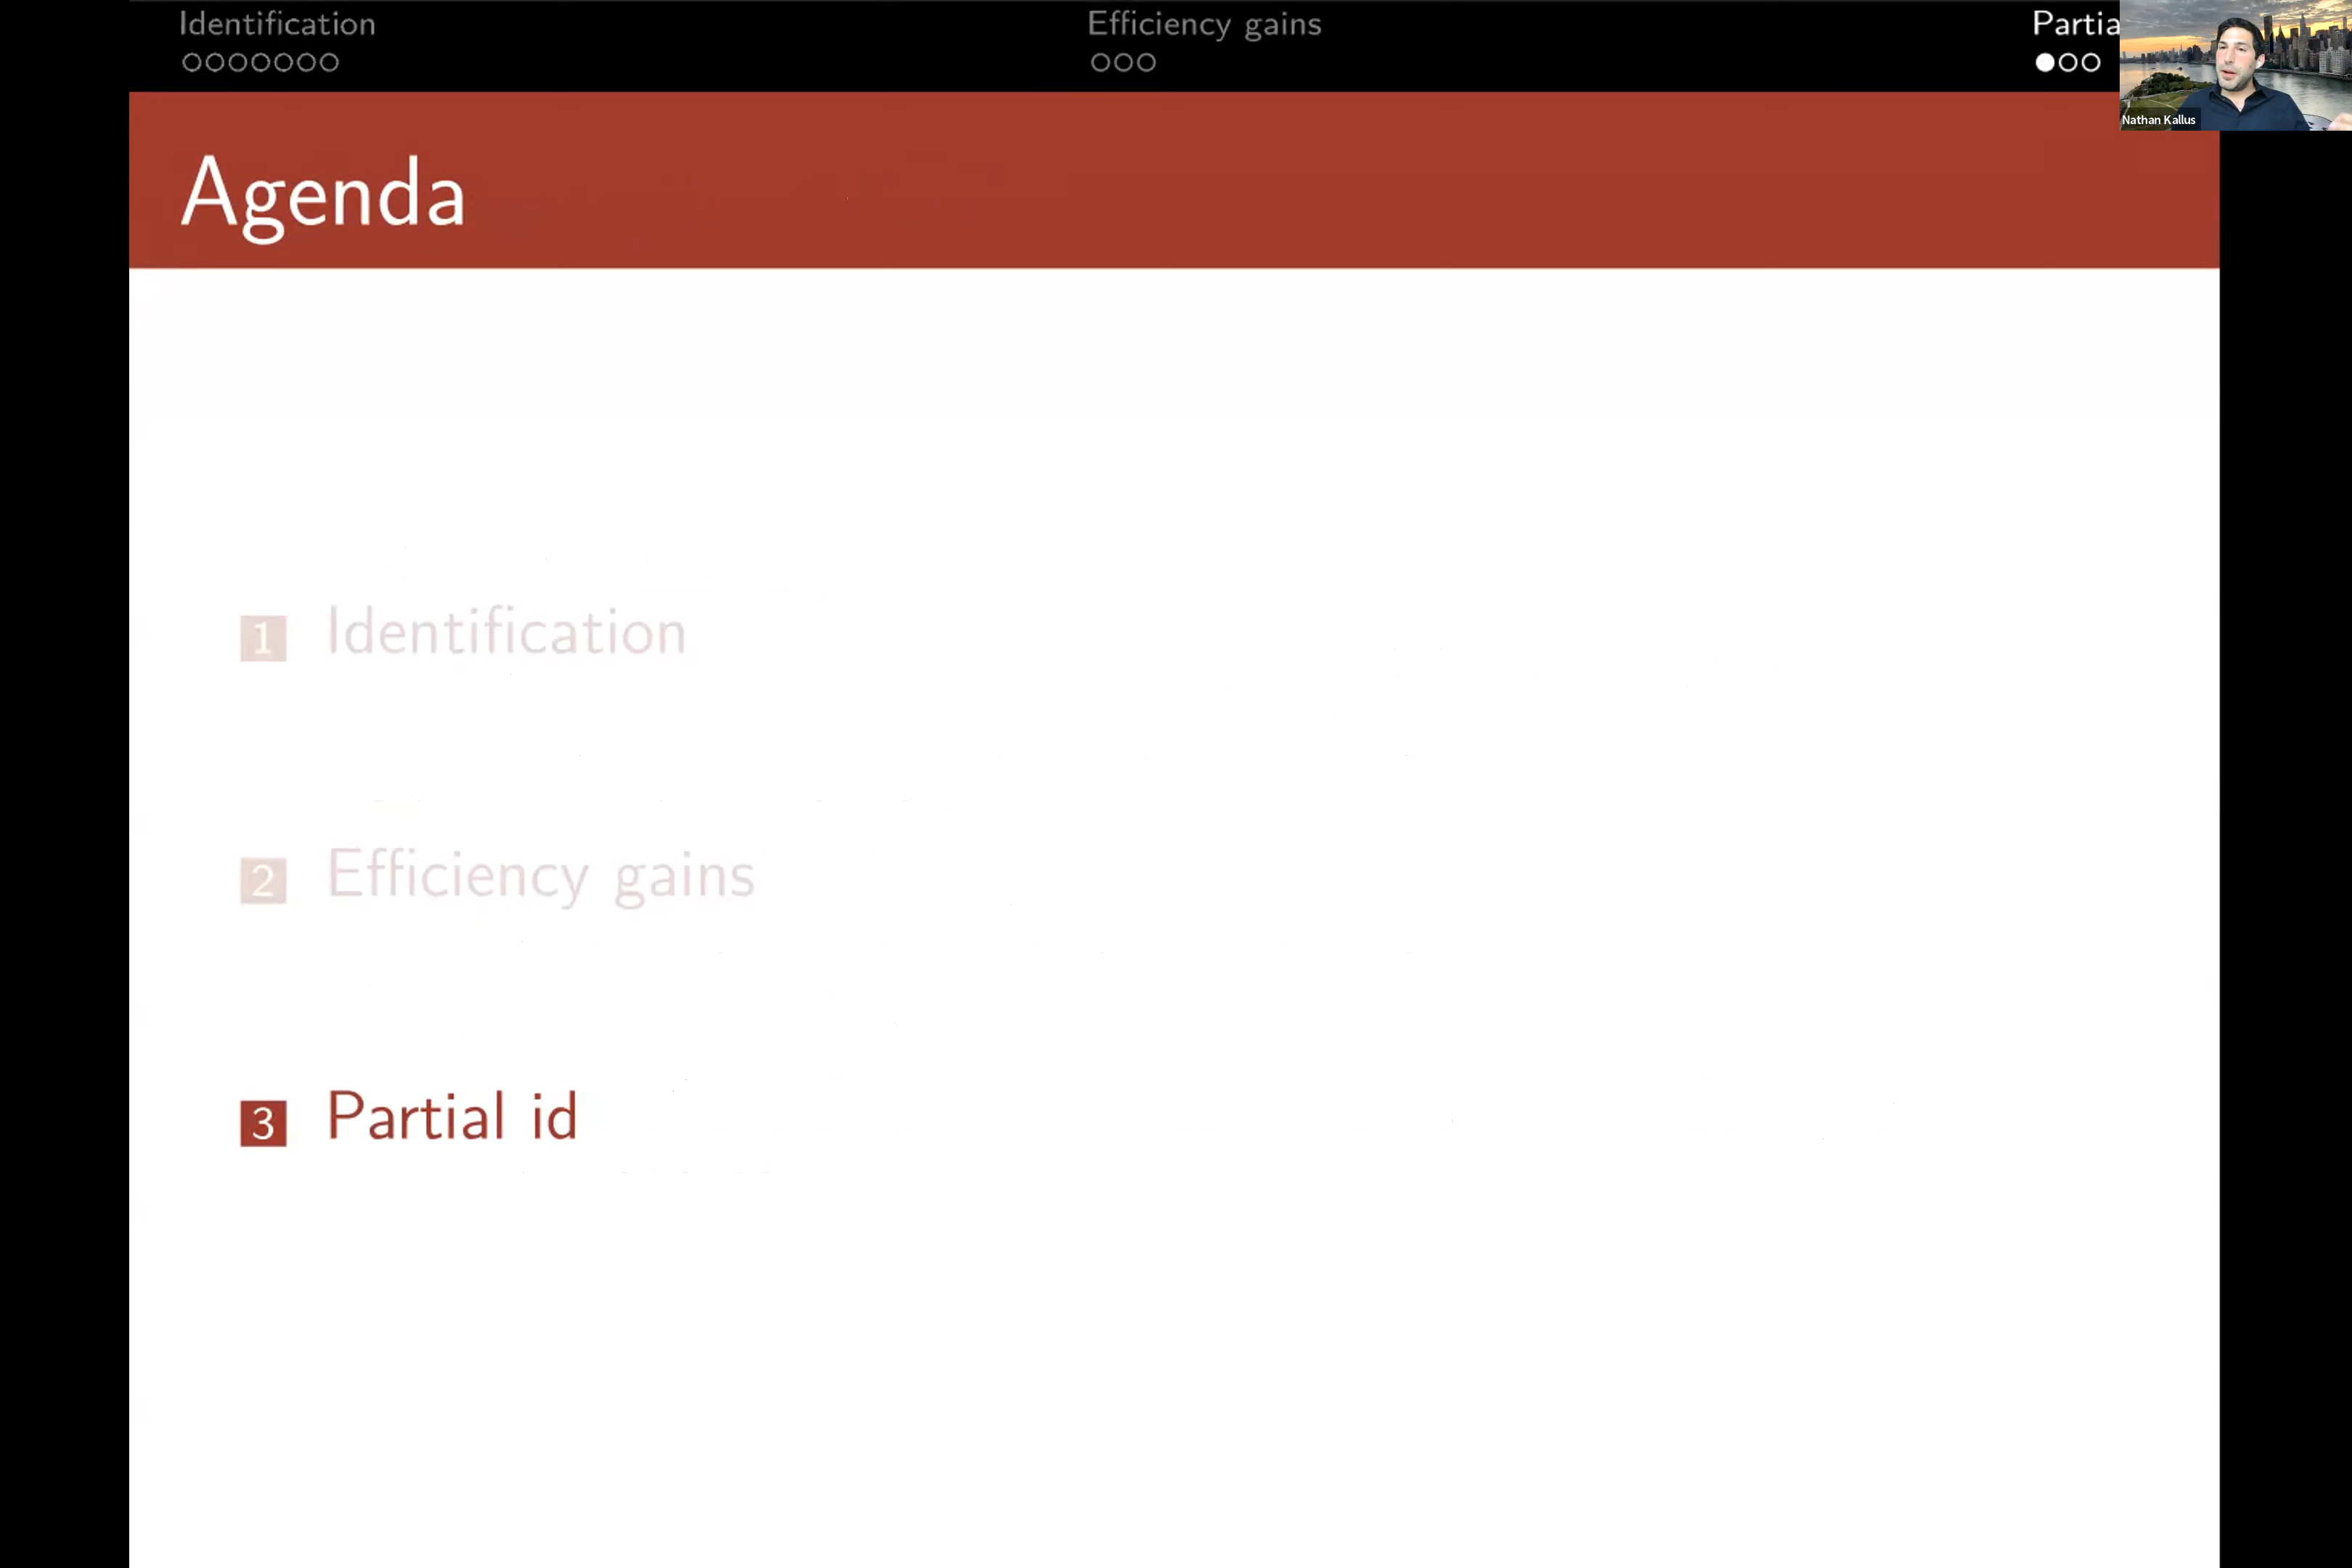 Identification
Efficiency gains
Partia
Nathan Kallus
Agenda
1 Identification
2 Efficiency gains
3 Partial id